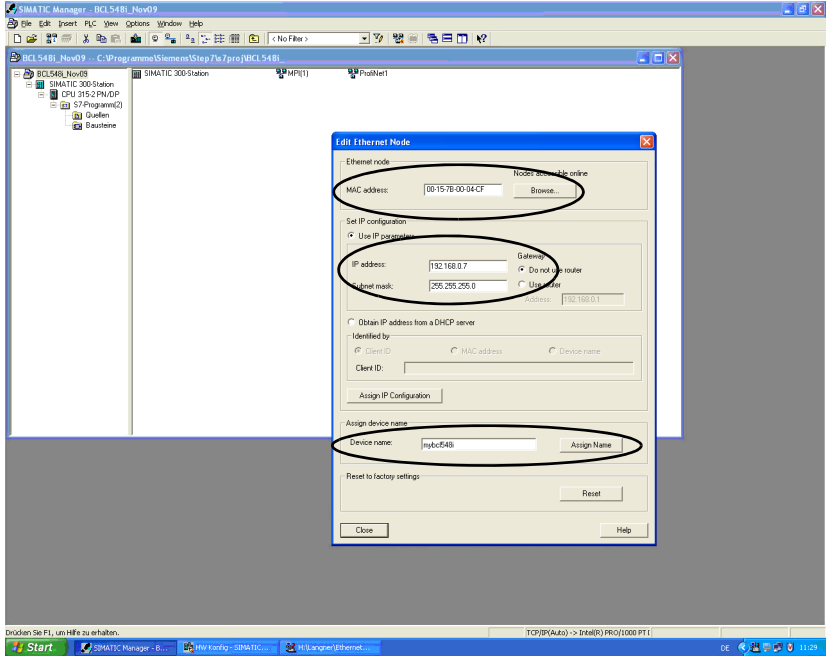 SIMATIC Manager - BCL548i_Nov09
File Edit Insert PLC View Options Window Help
< No Filter >
BCL548i_Nov09 -- C:\Programme\Siemens\Step7\s7proj\BCL548i_
BCL548i_Nov09
SIMATIC 300-Station
CPU 315-2 PN/DP
S7-Programm(2)
Quellen
Bausteine
SIMATIC 300-Station
MPI(1)
ProfiNet1
Edit Ethernet Node
Ethernet node
Nodes accessible online
MAC address:
00-15-7B-00-04-CF
Browse...
Set IP configuration
Use IP parameters
IP address:
192.168.0.7
Subnet mask:
255.255.255.0
Gateway
Do not use router
Use router
Address:
192.168.0.1
Obtain IP address from a DHCP server
Identified by
Client ID
MAC address
Device name
Client ID:
Assign IP Configuration
Assign device name
Device name:
mybcl548i
Assign Name
Reset to factory settings
Reset
Close
Help
Drücken Sie F1, um Hilfe zu erhalten.
TCP/IP(Auto) -> Intel(R) PRO/1000 PT
Start
SIMATIC Manager - B...
HW Konfig - SIMATIC...
H:\Langner\Ethernet...
DE
11:29